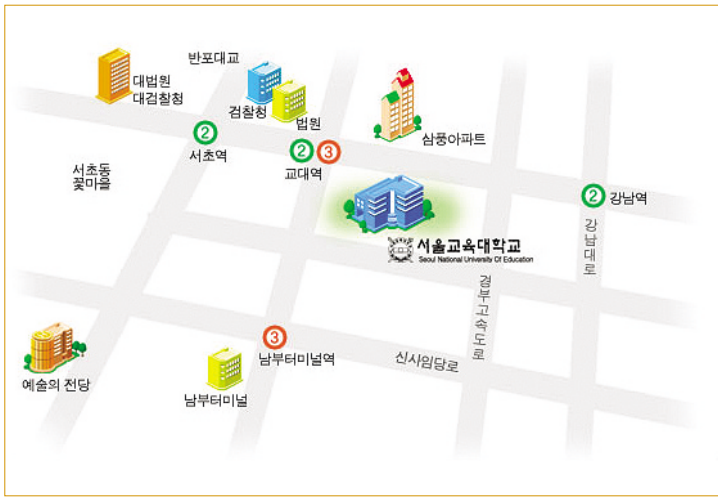 반포대교
대법원
대검찰청
검찰청
법원
삼풍아파트
2
서초역
2 3
교대역
서초동
꽃마을
2 강남역
강남대로
서울교육대학교
Seoul National University Of Education
경부고속도로
3
남부터미널역
신사임당로
예술의 전당
남부터미널